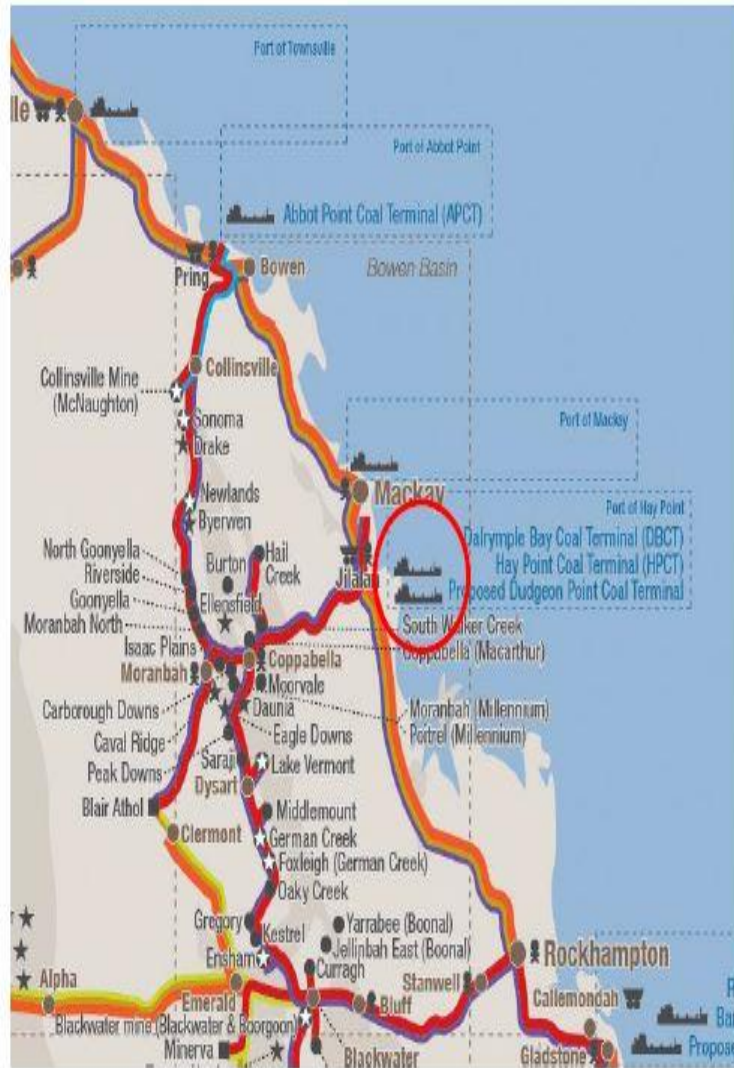 Port of Townsville
lle
Port of Abbot Point
Abbot Point Coal Terminal (APCT)
Pring
Bowen
Bowen Basin
Collinsville
Collinsville Mine
(McNaughton)
Sonoma
Drake
Port of Mackay
Mackay
Newlands
Byerwen
Port of Hay Point
Dalrymple Bay Coal Terminal (DBCT)
Hay Point Coal Terminal (HPCT)
Proposed Dudgeon Point Coal Terminal
Jilalan
North Goonyella
Riverside
Goonyella
Moranbah North
Burton
Hail
Creek
Ellensfield
South Walker Creek
Coppabella (Macarthur)
Isaac Plains
Moranbah
Coppabella
Moorvale
Carborough Downs
Daunia
Moranbah (Millennium)
Caval Ridge
Eagle Downs
Poitrel (Millennium)
Peak Downs
Saraji
Lake Vermont
Dysart
Blair Athol
Middlemount
Clermont
German Creek
Foxleigh (German Creek)
Oaky Creek
Gregory
Kestrel
Yarrabee (Boonal)
Jellinbah East (Boonal)
Ensham
Curragh
Rockhampton
Stanwell
Alpha
Emerald
Bluff
Callemondah
Blackwater mine (Blackwater & Boorgoon)
Minerva
Blackwater
Gladstone
Ba
Propose